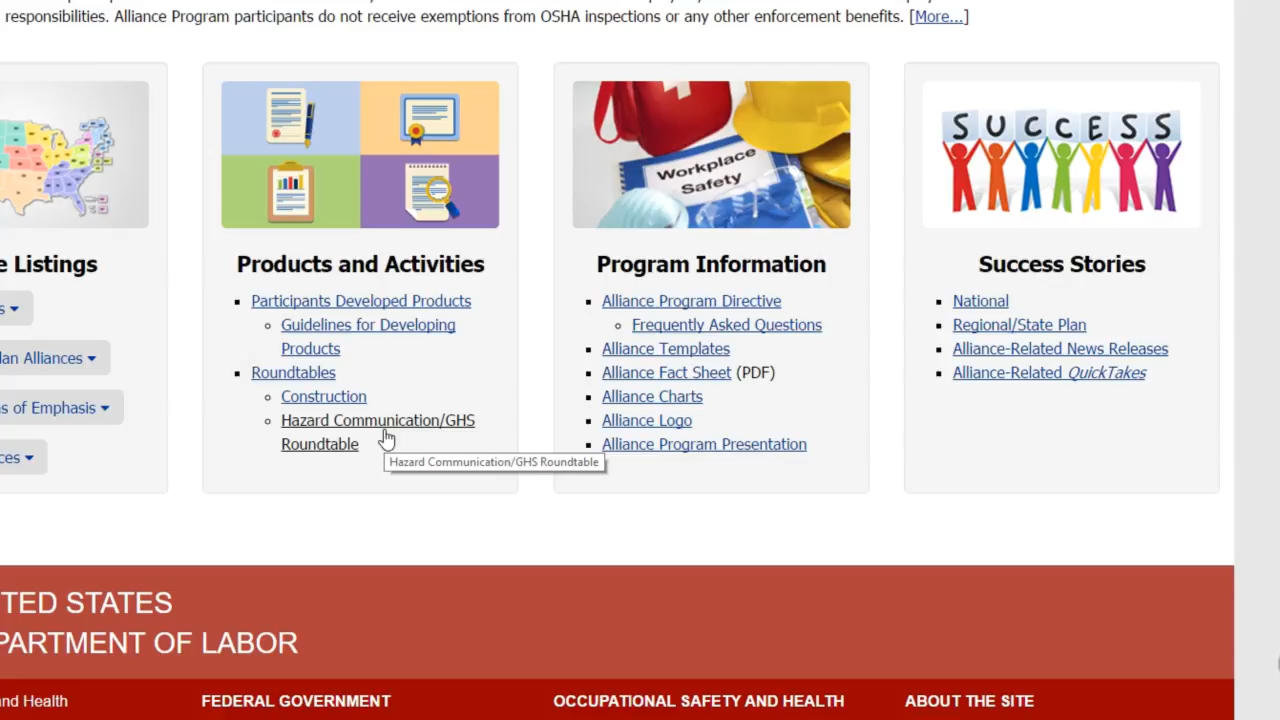 responsibilities. Alliance Program participants do not receive exemptions from OSHA inspections or any other enforcement benefits. [More...]
Listings
Products and Activities
Participants Developed Products
Guidelines for Developing
Products
Roundtables
Construction
Hazard Communication/GHS
Roundtable
Hazard Communication/GHS Roundtable
Workplace
Safety
Program Information
Alliance Program Directive
Frequently Asked Questions
Alliance Templates
Alliance Fact Sheet (PDF)
Alliance Charts
Alliance Logo
Alliance Program Presentation
SUCCESS
Success Stories
National
Regional/State Plan
Alliance-Related News Releases
Alliance-Related QuickTakes
Alliances
of Emphasis
TED STATES
PARTMENT OF LABOR
and Health
FEDERAL GOVERNMENT
OCCUPATIONAL SAFETY AND HEALTH
ABOUT THE SITE